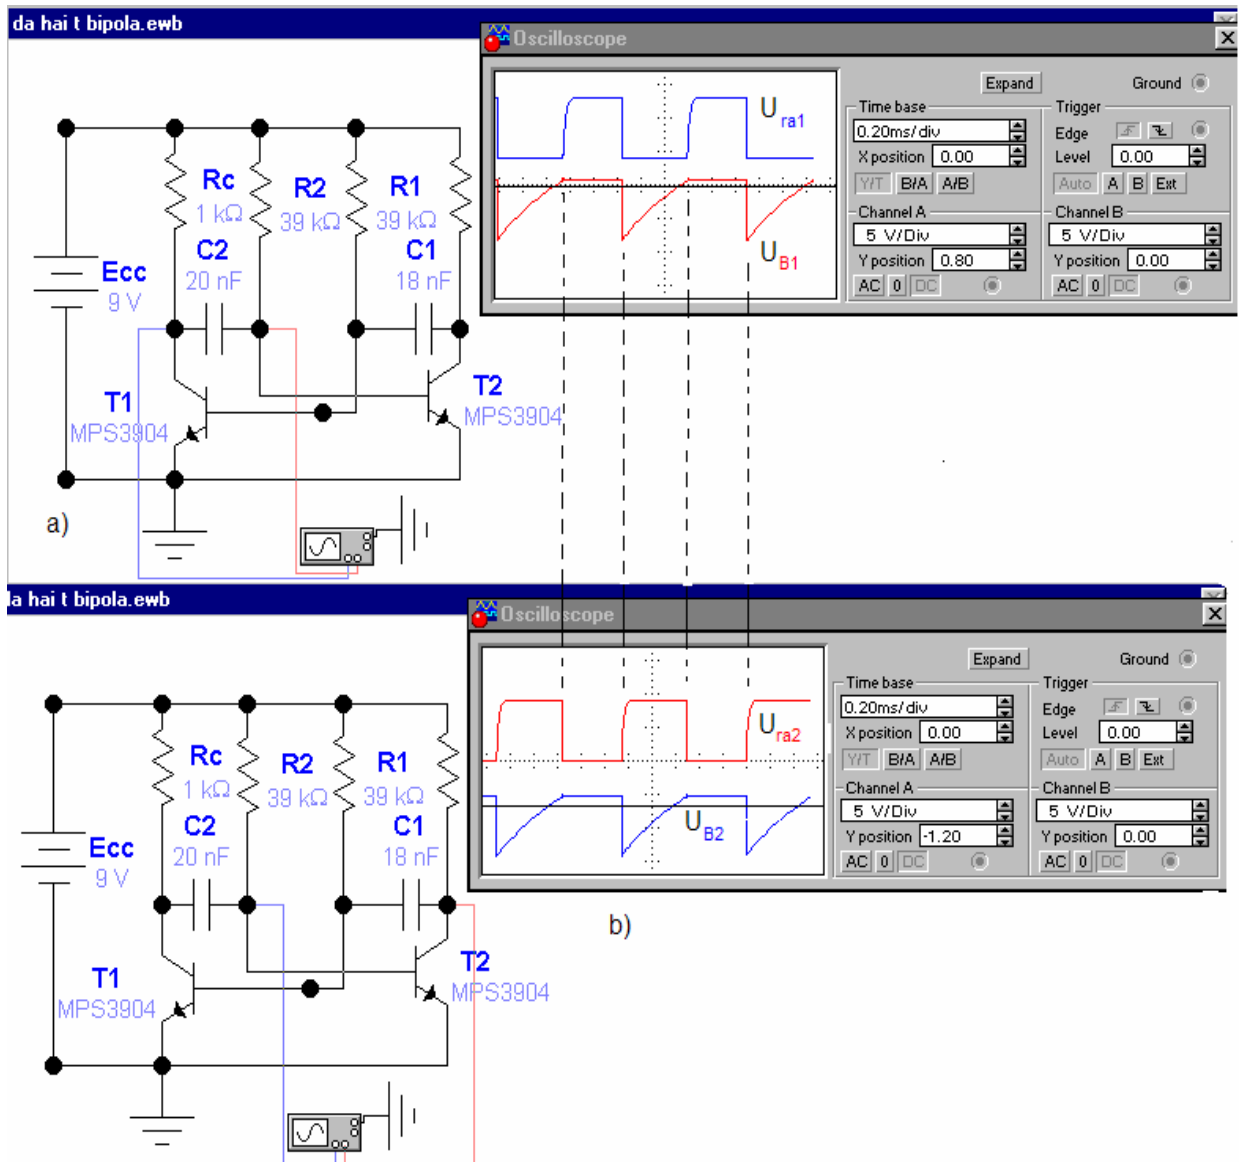 da hai t bipola.ewb
Oscilloscope
Expand
Ground
Time base
0.20ms/div
X position 0.00
Y/T B/A A/B
Trigger
Edge
Level 0.00
Auto A B Ext
Channel A
5 V/Div
Y position 0.80
AC 0 DC
Channel B
5 V/Div
Y position 0.00
AC 0 DC
U ra1
U B1
Rc
1 kΩ
R2
39 kΩ
R1
39 kΩ
C2
20 nF
C1
18 nF
Ecc
9 V
T1
MPS3904
T2
MPS3904
a)
da hai t bipola.ewb
Oscilloscope
Expand
Ground
Time base
0.20ms/div
X position 0.00
Y/T B/A A/B
Trigger
Edge
Level 0.00
Auto A B Ext
Channel A
5 V/Div
Y position -1.20
AC 0 DC
Channel B
5 V/Div
Y position 0.00
AC 0 DC
U ra2
U B2
Rc
1 kΩ
R2
39 kΩ
R1
39 kΩ
C2
20 nF
C1
18 nF
Ecc
9 V
T1
MPS3904
T2
MPS3904
b)